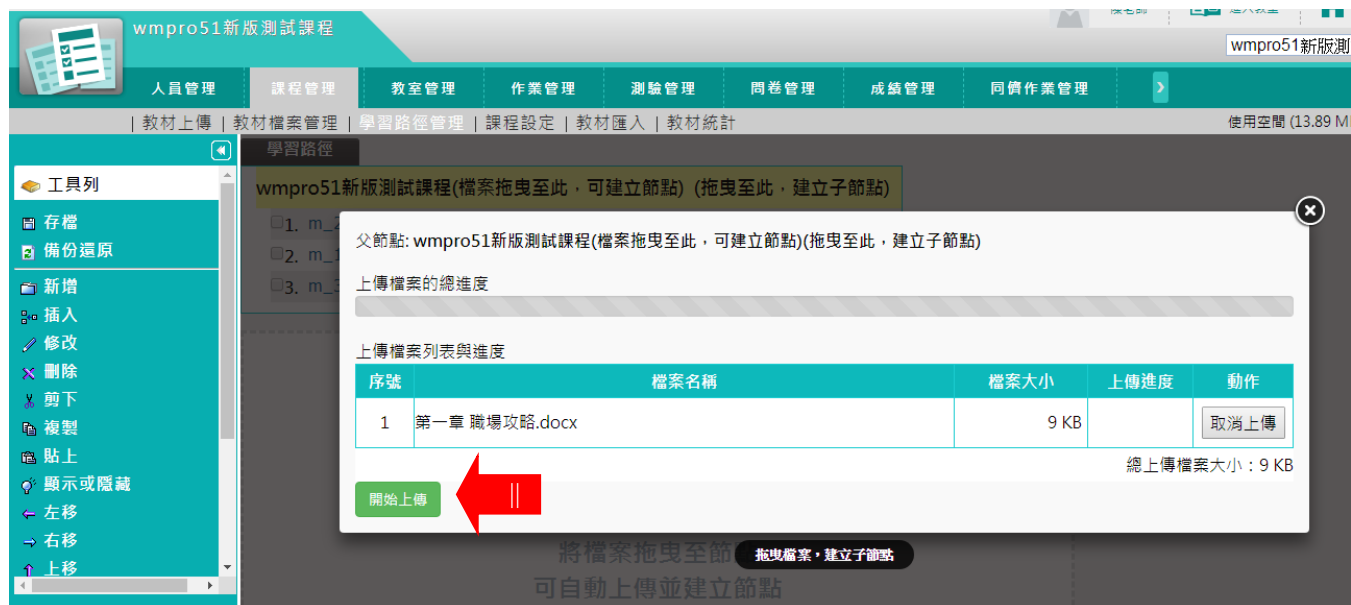 wmpro51新版測試課程
陳老師 進入教室
wmpro51新版測
人員管理 課程管理 教室管理 作業管理 測驗管理 問卷管理 成績管理 同儕作業管理
| 教材上傳 | 教材檔案管理 | 學習路徑管理 | 課程設定 | 教材匯入 | 教材統計
使用空間 (13.89 M
工具列
存檔
備份還原
新增
插入
修改
刪除
剪下
複製
貼上
顯示或隱藏
左移
右移
上移
學習路徑
wmpro51新版測試課程(檔案拖曳至此，可建立節點) (拖曳至此，建立子節點)
1. m_2
2. m_1
3. m_3
父節點: wmpro51新版測試課程(檔案拖曳至此，可建立節點)(拖曳至此，建立子節點)
上傳檔案的總進度
上傳檔案列表與進度
序號 檔案名稱 檔案大小 上傳進度 動作
1 第一章 職場攻略.docx 9 KB 取消上傳
總上傳檔案大小：9 KB
開始上傳
將檔案拖曳至節
拖曳檔案，建立子節點
可自動上傳並建立節點